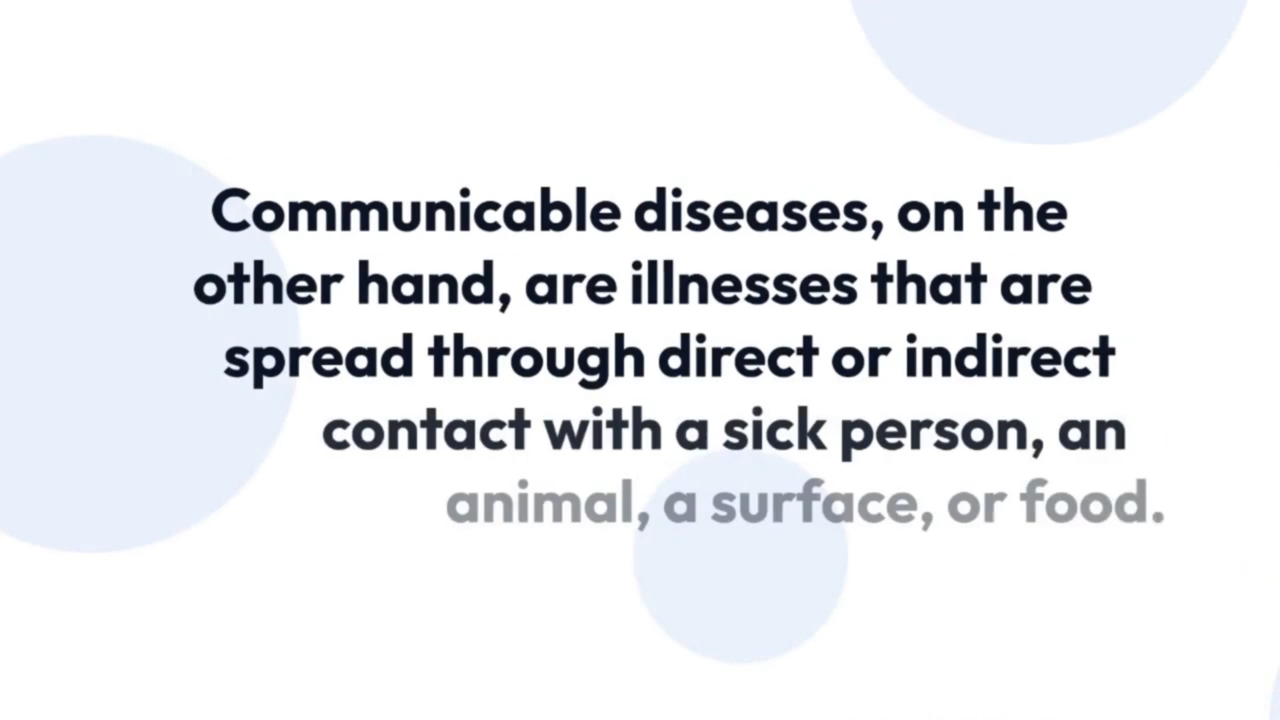 Communicable diseases, on the
other hand, are illnesses that are
spread through direct or indirect
contact with a sick person, an
animal, a surface, or food.